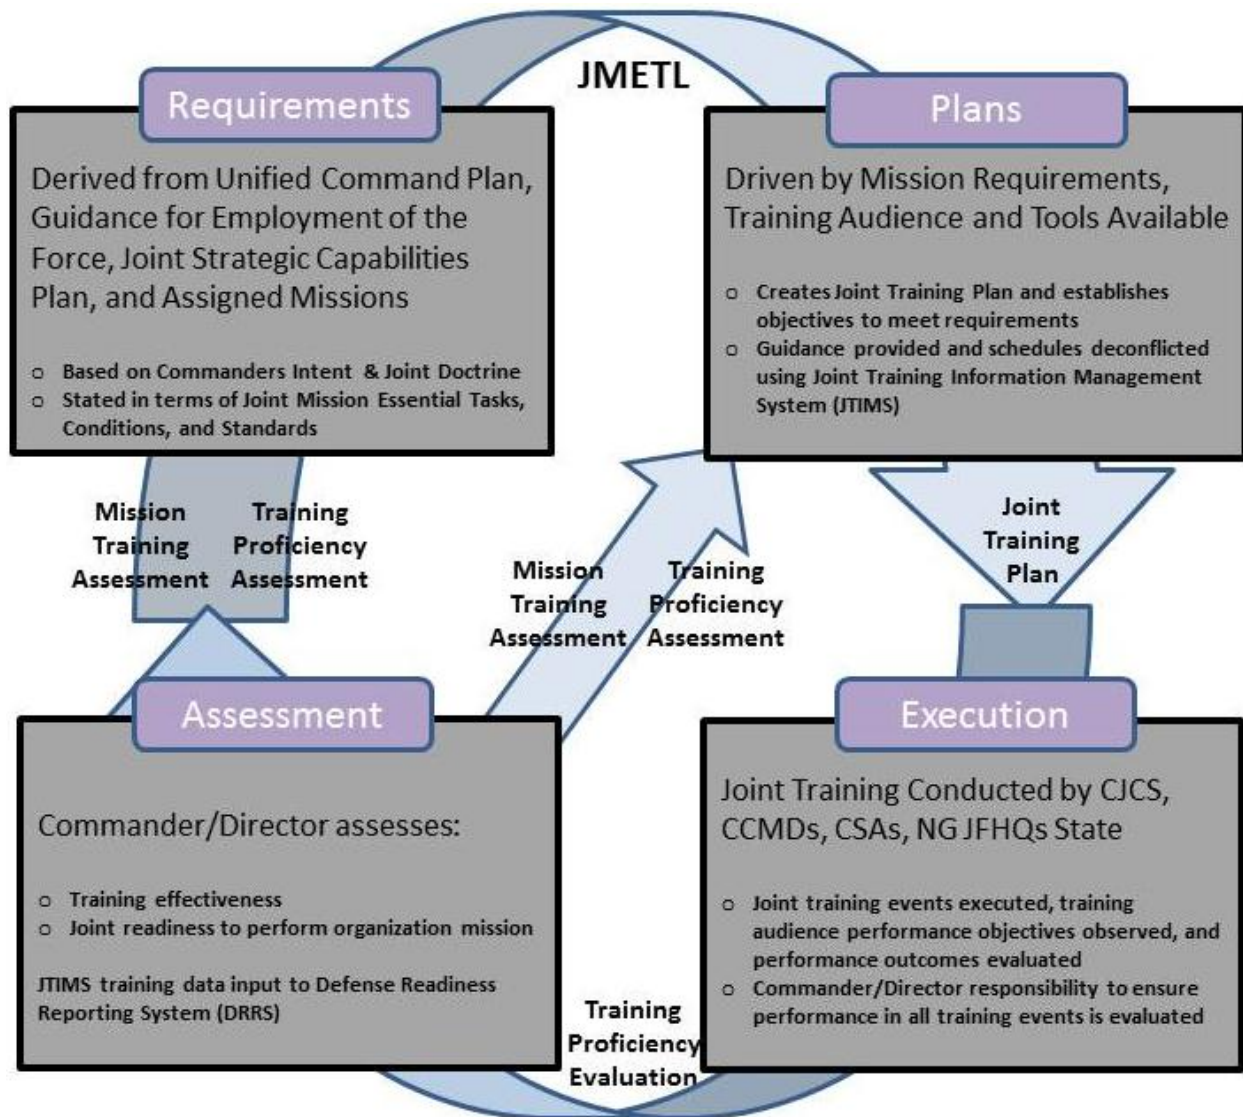 JMETL
Requirements
Derived from Unified Command Plan,
Guidance for Employment of the
Force, Joint Strategic Capabilities
Plan, and Assigned Missions
o Based on Commanders Intent & Joint Doctrine
o Stated in terms of Joint Mission Essential Tasks,
Conditions, and Standards
Plans
Driven by Mission Requirements,
Training Audience and Tools Available
o Creates Joint Training Plan and establishes
objectives to meet requirements
o Guidance provided and schedules deconflicted
using Joint Training Information Management
System (JTIMS)
Mission
Training
Assessment
Training
Proficiency
Assessment
Mission
Training
Assessment
Training
Proficiency
Assessment
Joint
Training
Plan
Assessment
Commander/Director assesses:
o Training effectiveness
o Joint readiness to perform organization mission
JTIMS training data input to Defense Readiness
Reporting System (DRRS)
Execution
Joint Training Conducted by CJCS,
CCMDs, CSAs, NG JFHQs State
o Joint training events executed, training
audience performance objectives observed, and
performance outcomes evaluated
o Commander/Director responsibility to ensure
performance in all training events is evaluated
Training
Proficiency
Evaluation